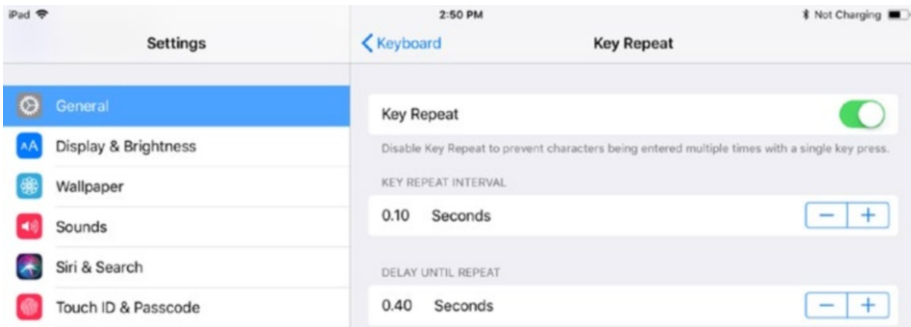 iPad
2:50 PM
Not Charging
Settings
Keyboard
Key Repeat
General
Display & Brightness
Wallpaper
Sounds
Siri & Search
Touch ID & Passcode
Key Repeat
Disable Key Repeat to prevent characters being entered multiple times with a single key press.
KEY REPEAT INTERVAL
0.10 Seconds
DELAY UNTIL REPEAT
0.40 Seconds